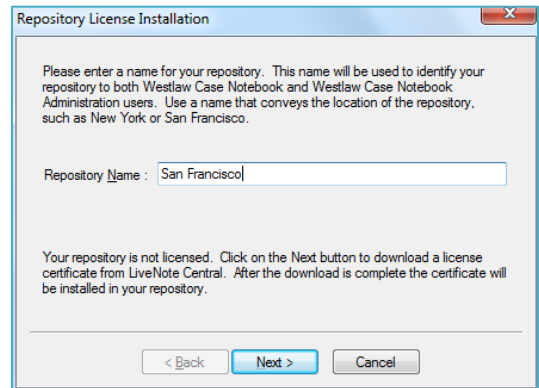 Repository License Installation
Please enter a name for your repository. This name will be used to identify your
repository to both Westlaw Case Notebook and Westlaw Case Notebook
Administration users. Use a name that conveys the location of the repository,
such as New York or San Francisco.
Repository Name : San Francisco
Your repository is not licensed. Click on the Next button to download a license
certificate from LiveNote Central. After the download is complete the certificate will
be installed in your repository.
< Back Next > Cancel